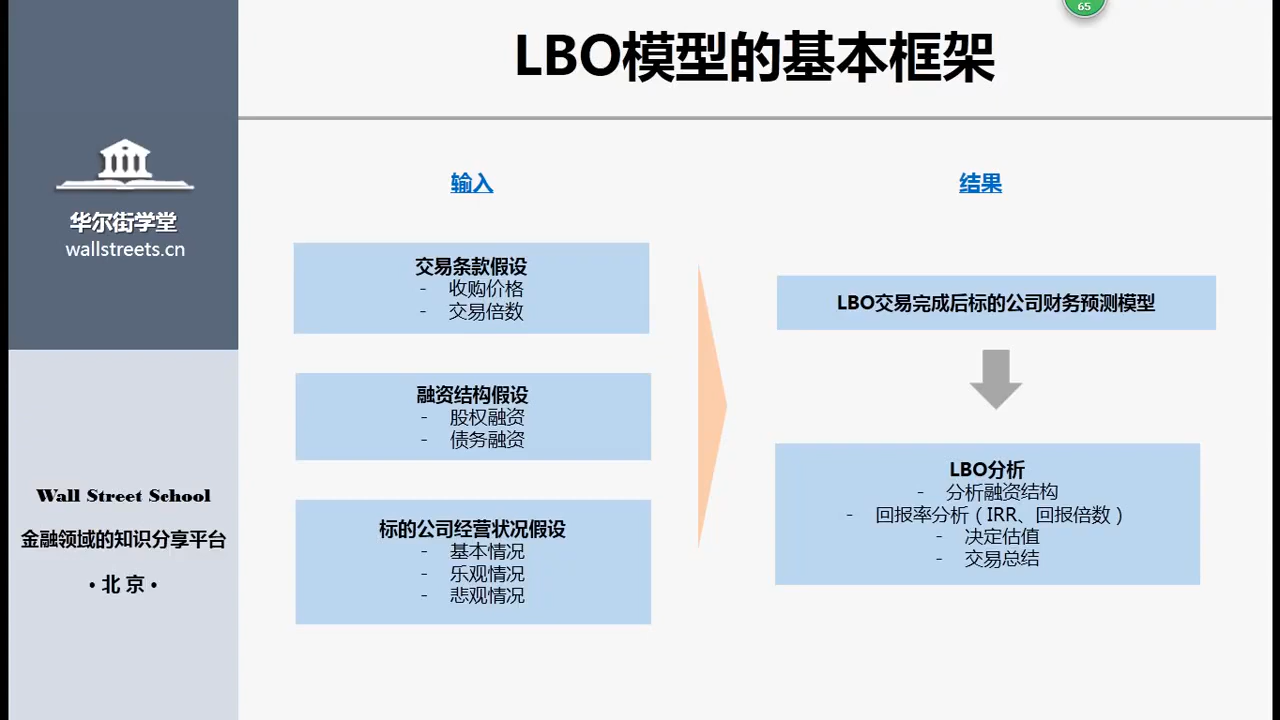 65
LBO模型的基本框架
华尔街学堂
wallstreets.cn
Wall Street School
金融领域的知识分享平台
• 北 京 •
输入
交易条款假设
- 收购价格
- 交易倍数
融资结构假设
- 股权融资
- 债务融资
标的公司经营状况假设
- 基本情况
- 乐观情况
- 悲观情况
结果
LBO交易完成后标的公司财务预测模型
LBO分析
- 分析融资结构
- 回报率分析（IRR、回报倍数）
- 决定估值
- 交易总结